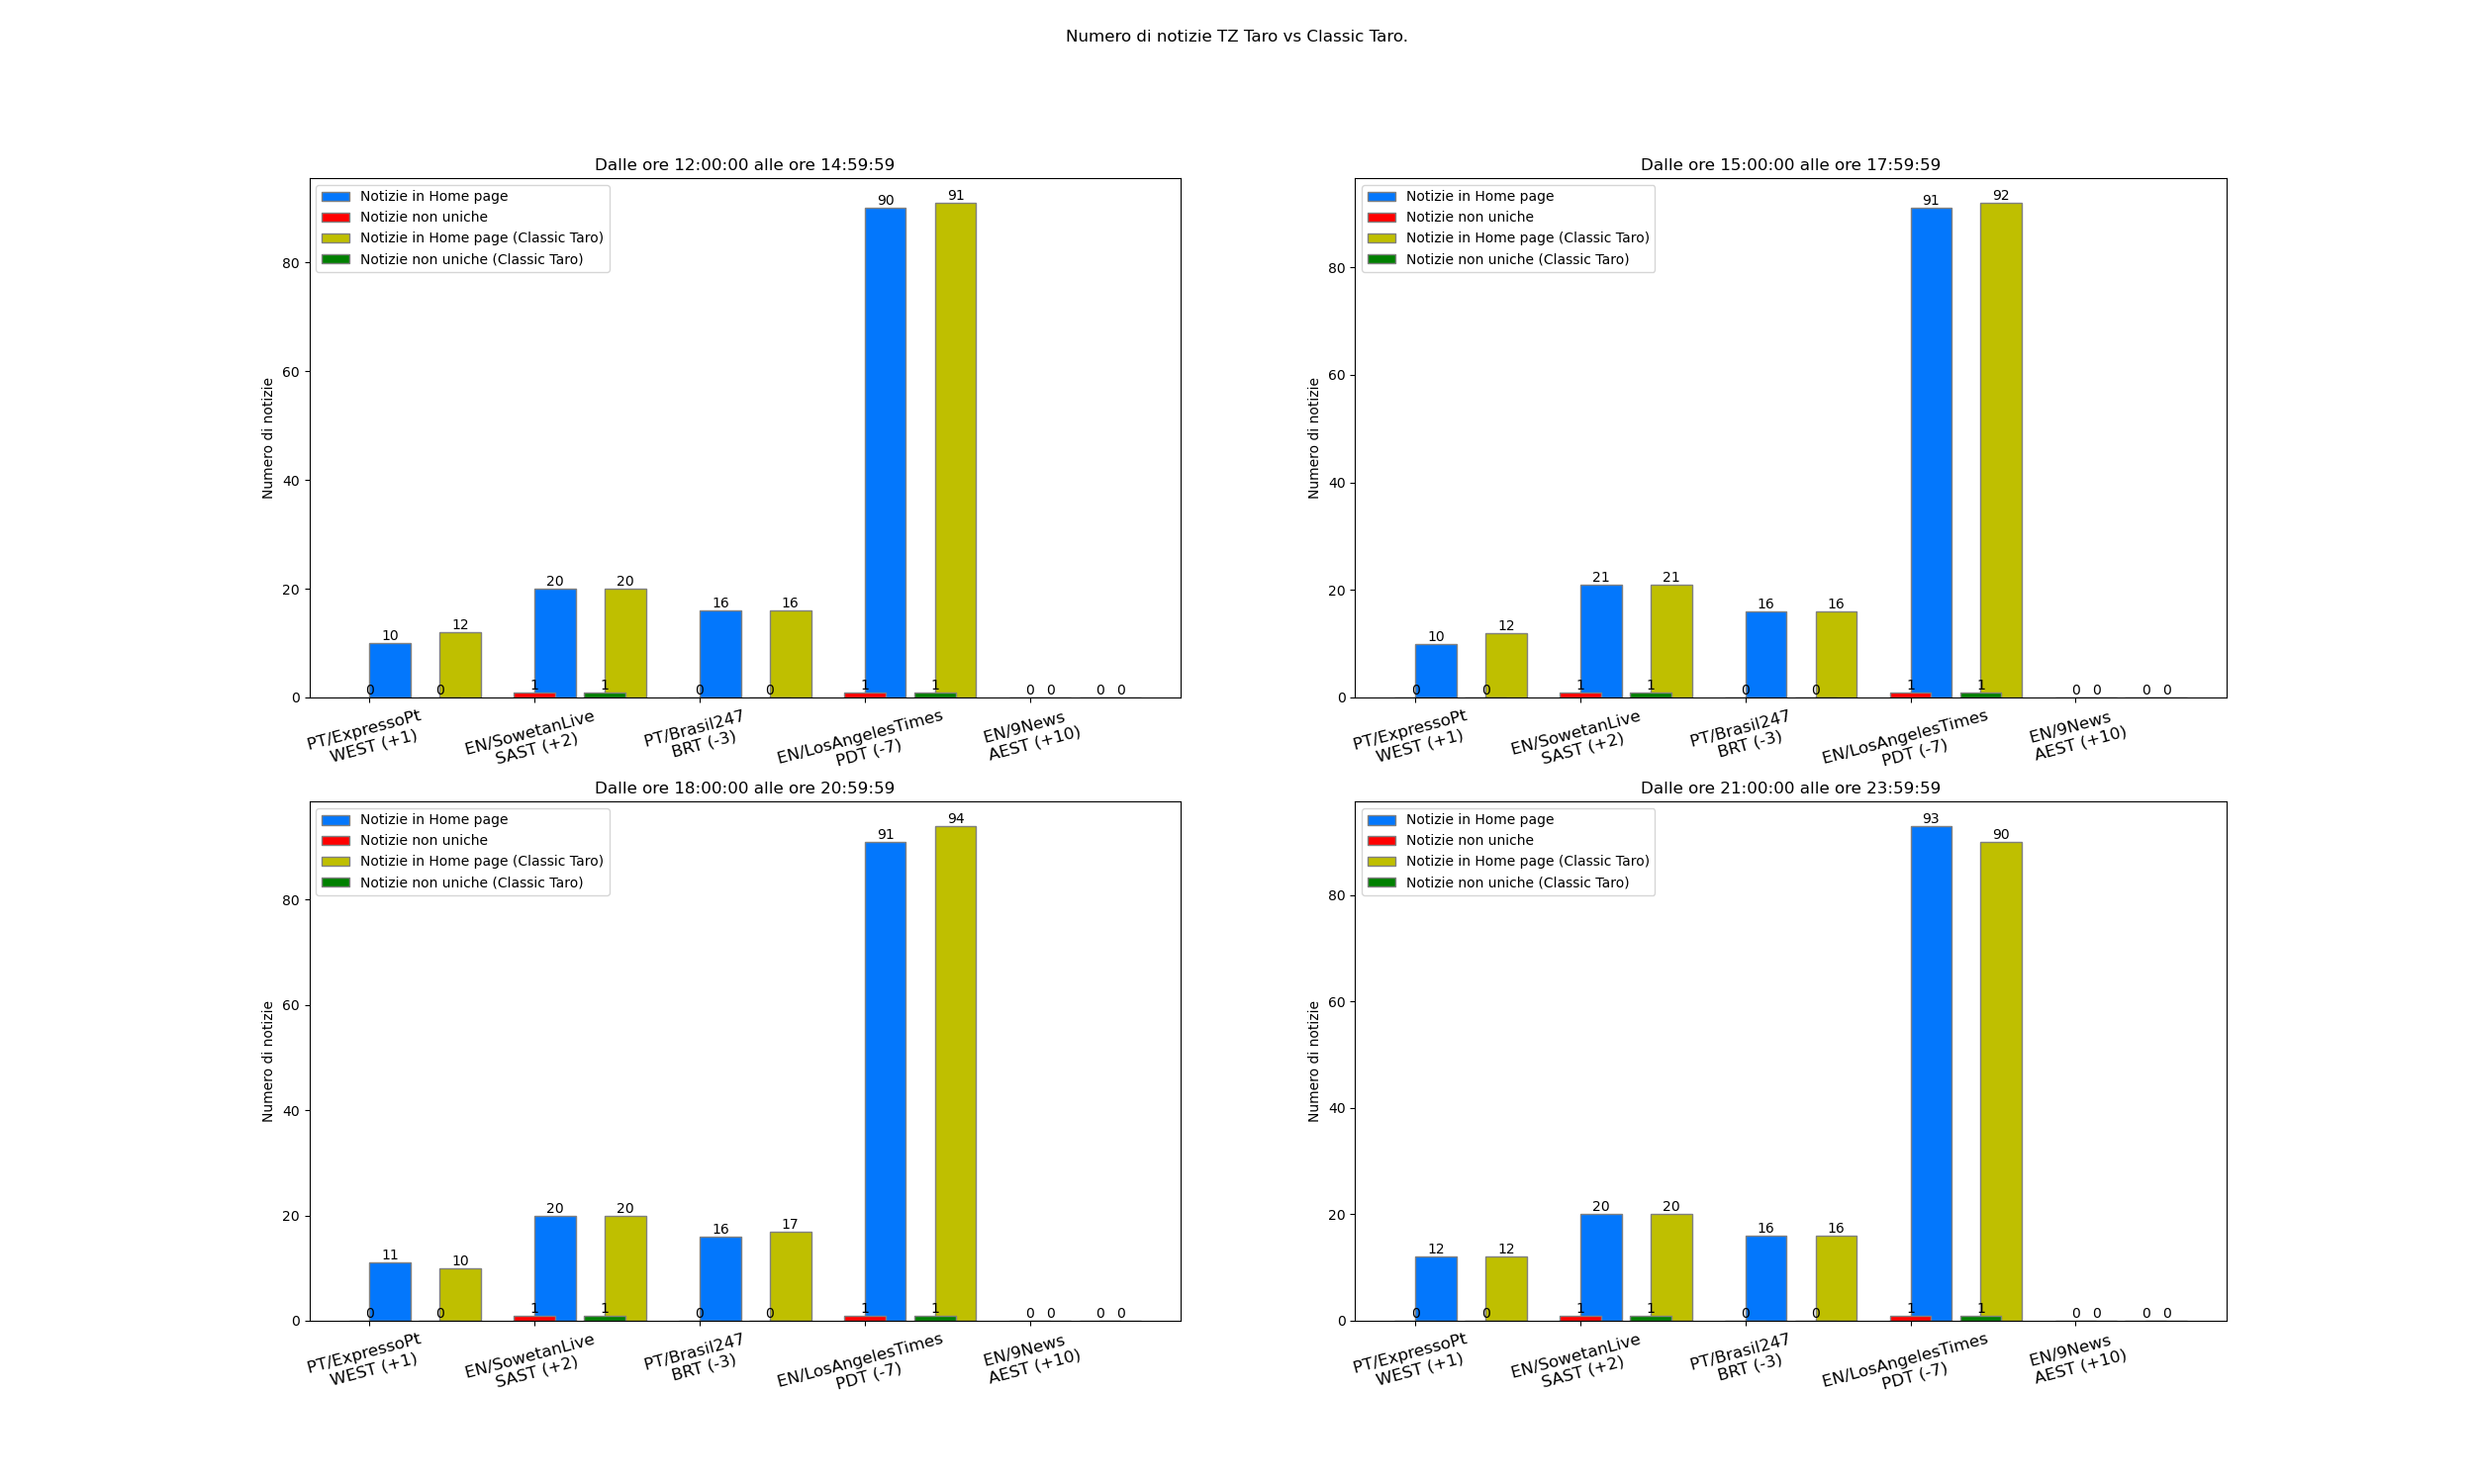 Numero di notizie TZ Taro vs Classic Taro.
Dalle ore 12:00:00 alle ore 14:59:59
Notizie in Home page
Notizie non uniche
Notizie in Home page (Classic Taro)
Notizie non uniche (Classic Taro)
Numero di notizie
80
60
40
20
0
0 10 0 12 1 20 1 20 0 16 0 16 1 90 1 91 0 0 0 0
PT/ExpressoPt
WEST (+1)
EN/SowetanLive
SAST (+2)
PT/Brasil247
BRT (-3)
EN/LosAngelesTimes
PDT (-7)
EN/9News
AEST (+10)
Dalle ore 15:00:00 alle ore 17:59:59
Notizie in Home page
Notizie non uniche
Notizie in Home page (Classic Taro)
Notizie non uniche (Classic Taro)
Numero di notizie
80
60
40
20
0
0 10 0 12 1 21 1 21 0 16 0 16 1 91 1 92 0 0 0 0
PT/ExpressoPt
WEST (+1)
EN/SowetanLive
SAST (+2)
PT/Brasil247
BRT (-3)
EN/LosAngelesTimes
PDT (-7)
EN/9News
AEST (+10)
Dalle ore 18:00:00 alle ore 20:59:59
Notizie in Home page
Notizie non uniche
Notizie in Home page (Classic Taro)
Notizie non uniche (Classic Taro)
Numero di notizie
80
60
40
20
0
0 11 0 10 1 20 1 20 0 16 0 17 1 91 1 94 0 0 0 0
PT/ExpressoPt
WEST (+1)
EN/SowetanLive
SAST (+2)
PT/Brasil247
BRT (-3)
EN/LosAngelesTimes
PDT (-7)
EN/9News
AEST (+10)
Dalle ore 21:00:00 alle ore 23:59:59
Notizie in Home page
Notizie non uniche
Notizie in Home page (Classic Taro)
Notizie non uniche (Classic Taro)
Numero di notizie
80
60
40
20
0
0 12 0 12 1 20 1 20 0 16 0 16 1 93 1 90 0 0 0 0
PT/ExpressoPt
WEST (+1)
EN/SowetanLive
SAST (+2)
PT/Brasil247
BRT (-3)
EN/LosAngelesTimes
PDT (-7)
EN/9News
AEST (+10)